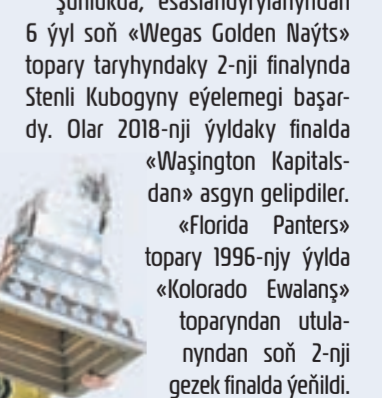 Şunlukda, esaslandyrylanyndan
6 ýyl soň «Wegas Golden Naýts»
topary taryhyndaky 2-nji finalynda
Stenli Kubogyny eýelemegi başar-
dy. Olar 2018-nji ýyldaky finalda
«Waşington Kapitals-
dan» asgyn gelipdiler.
«Florida Panters»
topary 1996-njy ýylda
«Kolorado Ewalanş»
toparyndan utula-
nyndan soň 2-nji
gezek finalda ýeňildi.